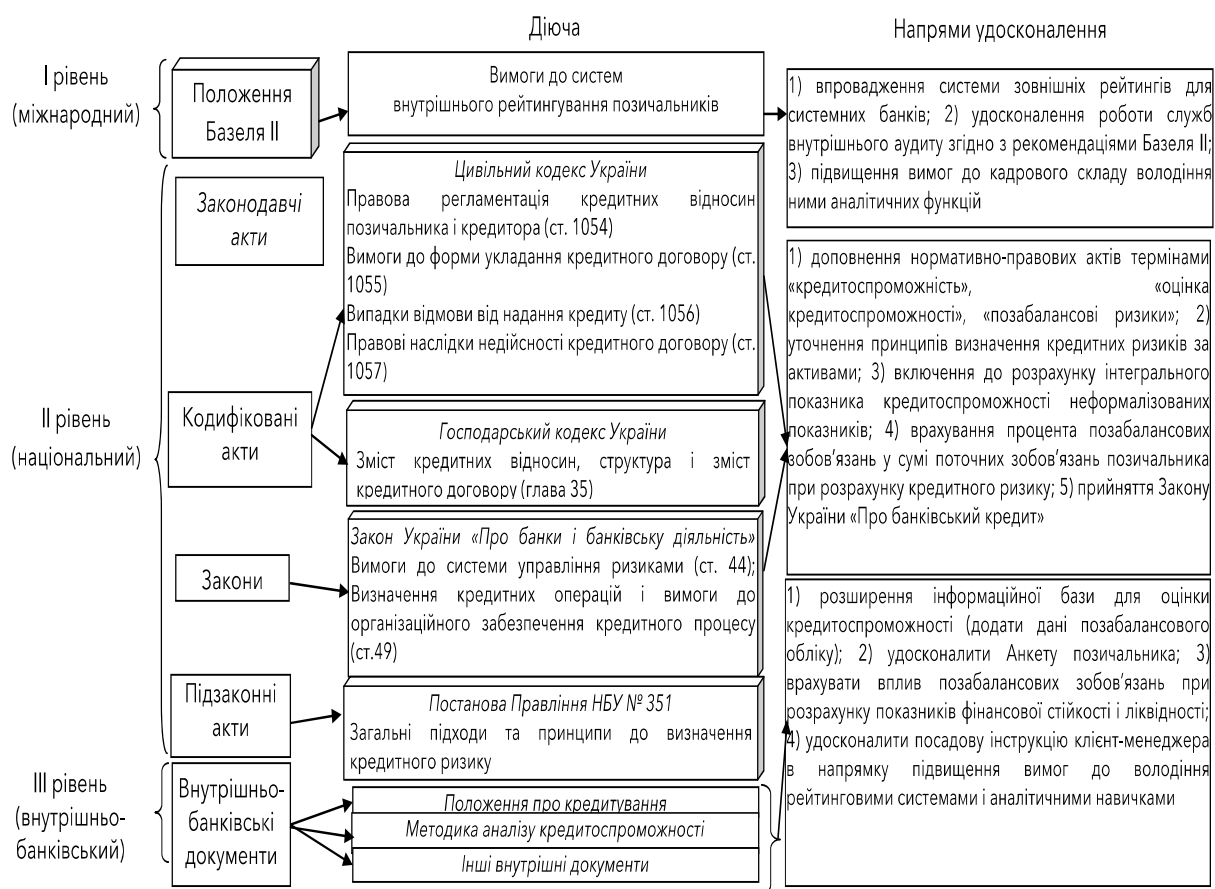 Діюча
Напрями удосконалення
І рівень
(міжнародний)
Положення
Базеля ІІ
Вимоги до систем
внутрішнього рейтингування позичальників
1) впровадження системи зовнішніх рейтингів для
системних банків; 2) удосконалення роботи служб
внутрішнього аудиту згідно з рекомендаціями Базеля ІІ;
3) підвищення вимог до кадрового складу володіння
ними аналітичних функцій
ІІ рівень
(національний)
Законодавчі
акти
Кодифіковані
акти
Цивільний кодекс України
Правова регламентація кредитних відносин
позичальника і кредитора (ст. 1054)
Вимоги до форми укладання кредитного договору (ст.
1055)
Випадки відмови від надання кредиту (ст. 1056)
Правові наслідки недійсності кредитного договору (ст.
1057)
Господарський кодекс України
Зміст кредитних відносин, структура і зміст
кредитного договору (глава 35)
Закони
Закон України «Про банки і банківську діяльність»
Вимоги до системи управління ризиками (ст. 44);
Визначення кредитних операцій і вимоги до
організаційного забезпечення кредитного процесу
(ст.49)
1) доповнення нормативно-правових актів термінами
«кредитоспроможність», «оцінка
кредитоспроможності», «позабалансові ризики»; 2)
уточнення принципів визначення кредитних ризиків за
активами; 3) включення до розрахунку інтегрального
показника кредитоспроможності неформалізованих
показників; 4) врахування процента позабалансових
зобов’язань у сумі поточних зобов’язань позичальника
при розрахунку кредитного ризику; 5) прийняття Закону
України «Про банківський кредит»
Підзаконні
акти
Постанова Правління НБУ № 351
Загальні підходи та принципи до визначення
кредитного ризику
ІІІ рівень
(внутрішньо-
банківський)
Внутрішньо-
банківські
документи
Положення про кредитування
Методика аналізу кредитоспроможності
Інші внутрішні документи
1) розширення інформаційної бази для оцінки
кредитоспроможності (додати дані позабалансового
обліку); 2) удосконалити Анкету позичальника; 3)
врахувати вплив позабалансових зобов’язань при
розрахунку показників фінансової стійкості і ліквідності;
4) удосконалити посадову інструкцію клієнт-менеджера
в напрямку підвищення вимог до володіння
рейтинговими системами і аналітичними навичками